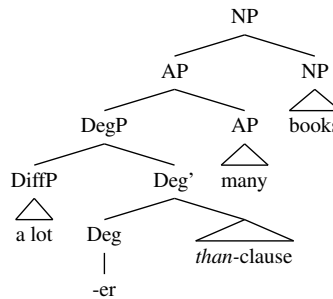 NP
AP NP
DegP AP books
DiffP Deg’ many
a lot Deg than-clause
-er